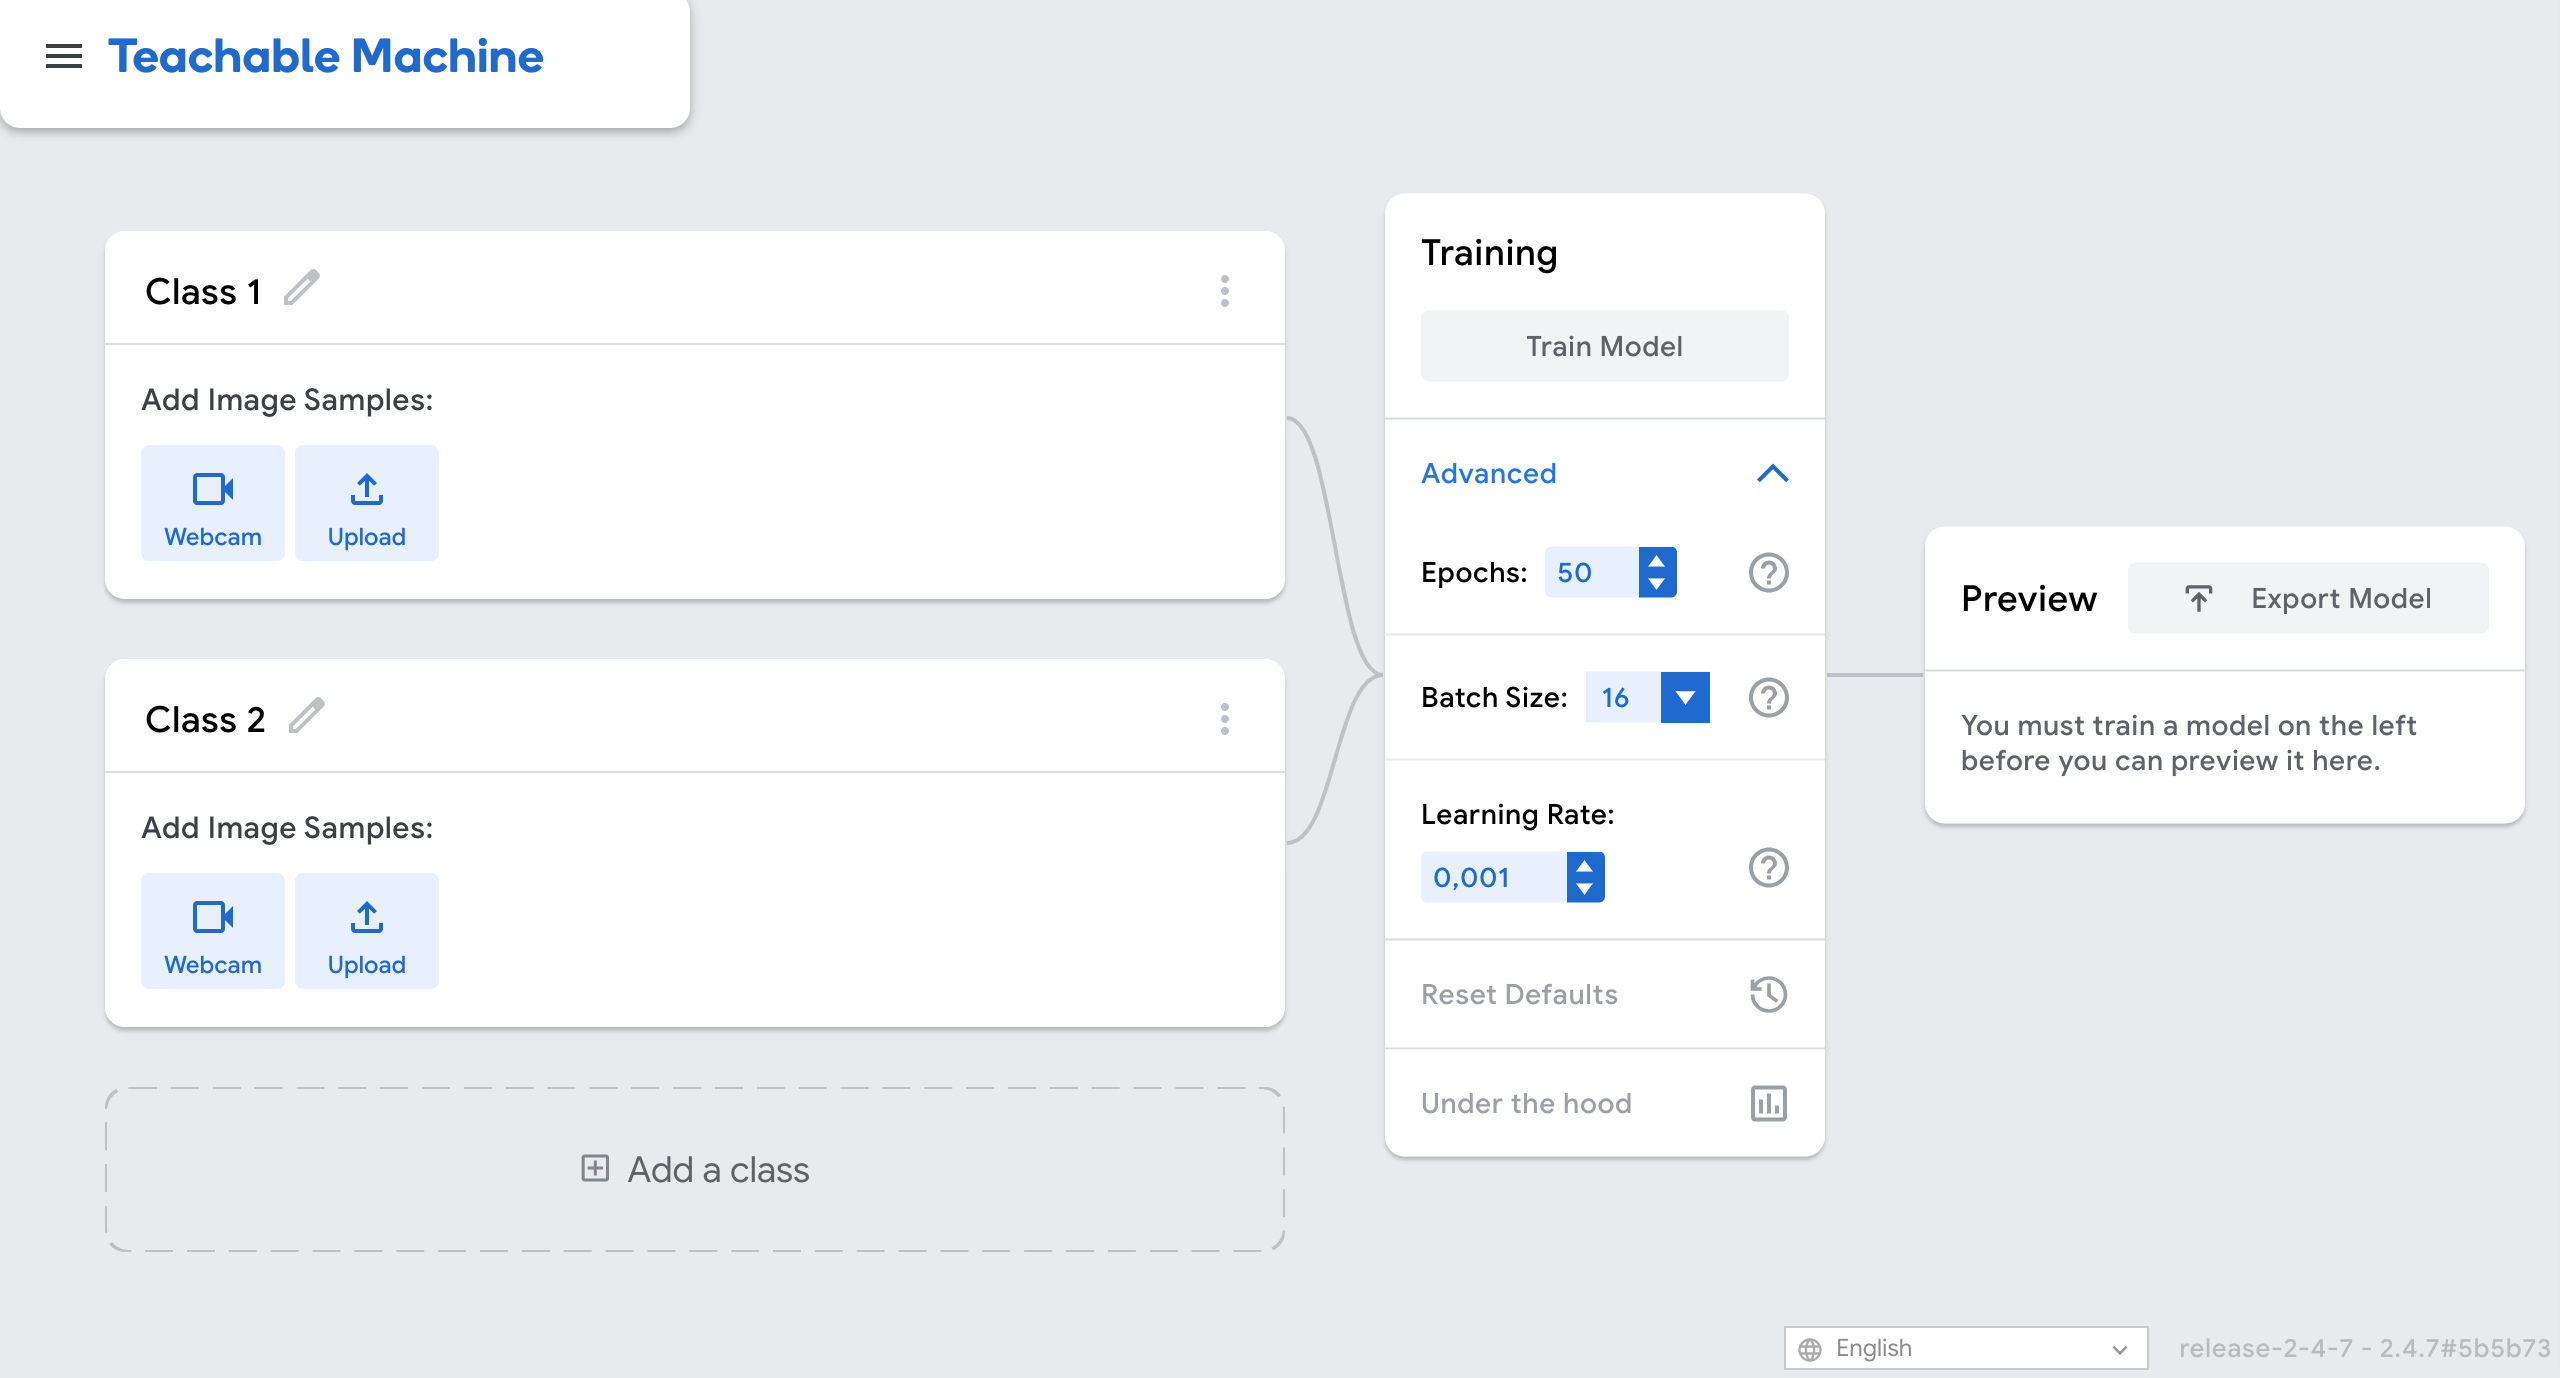 Teachable Machine
Class 1
Add Image Samples:
Webcam
Upload
Class 2
Add Image Samples:
Webcam
Upload
Add a class
Training
Train Model
Advanced
Epochs: 50
Batch Size: 16
Learning Rate:
0,001
Reset Defaults
Under the hood
Preview
Export Model
You must train a model on the left
before you can preview it here.
English
release-2-4-7 - 2.4.7#5b5b73